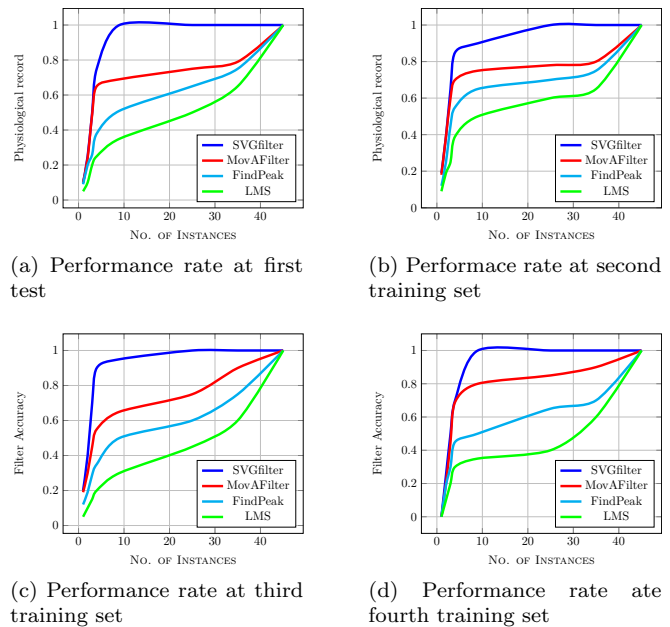 Physiological record
1
0.8
0.6
0.4
0.2
0
0 10 20 30 40
No. of Instances
SVGfilter
MovAFilter
FindPeak
LMS
(a) Performance rate at first
test
Physiological record
1
0.8
0.6
0.4
0.2
0
0 10 20 30 40
No. of Instances
SVGfilter
MovAFilter
FindPeak
LMS
(b) Performace rate at second
training set
Filter Accuracy
1
0.8
0.6
0.4
0.2
0
0 10 20 30 40
No. of Instances
SVGfilter
MovAFilter
FindPeak
LMS
(c) Performance rate at third
training set
Filter Accuracy
1
0.8
0.6
0.4
0.2
0
0 10 20 30 40
No. of Instances
SVGfilter
MovAFilter
FindPeak
LMS
(d) Performance rate ate
fourth training set